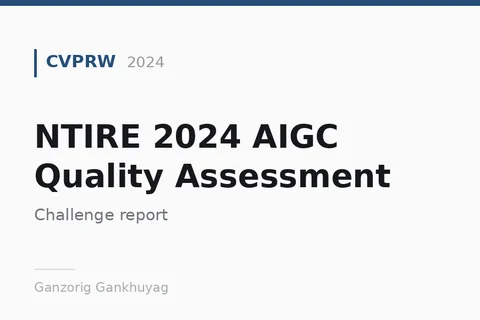 CVPRW 2024
NTIRE 2024 AIGC
Quality Assessment
Challenge report
Ganzorig Gankhuyag